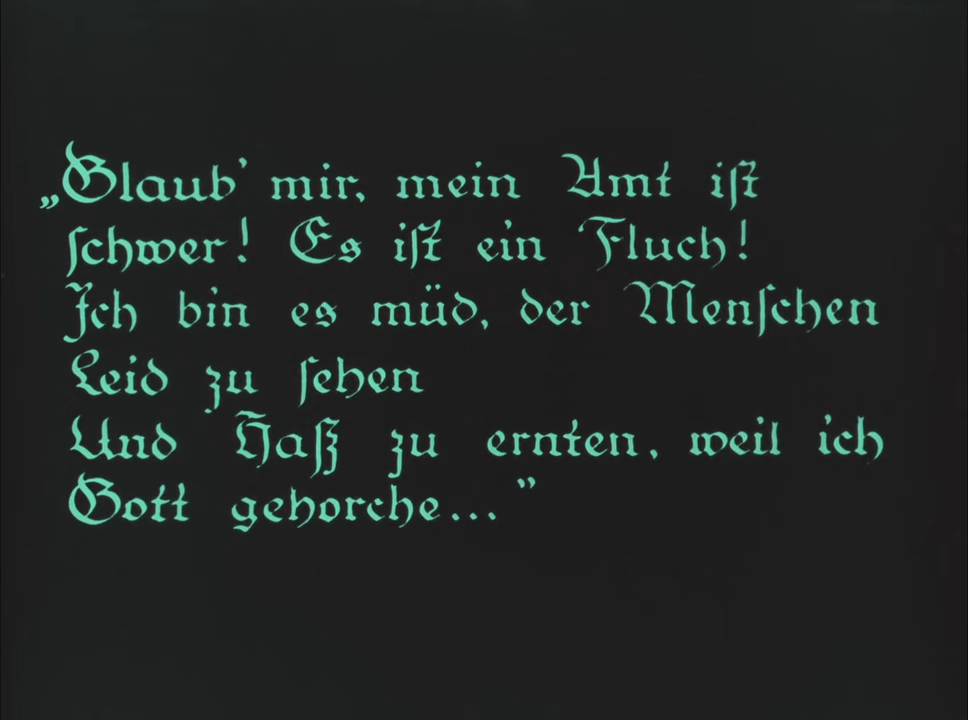 „Glaub’ mir, mein Amt iſt
ſchwer! Es iſt ein Fluch!
Ich bin es müd, der Menſchen
Leid zu ſehen
Und Haß zu ernten, weil ich
Gott gehorche...”